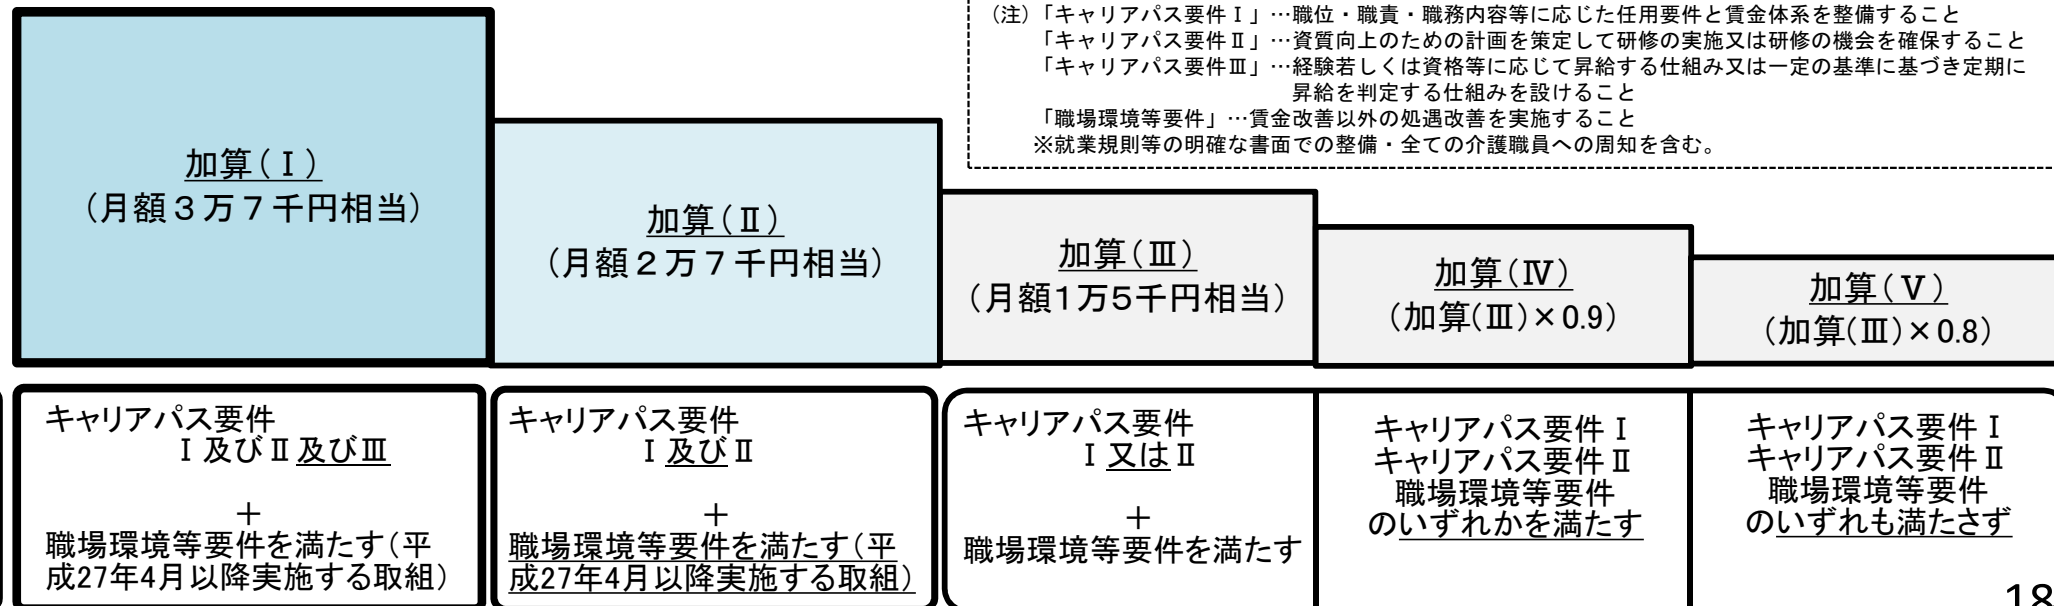 （注）「キャリアパス要件Ⅰ」…職位・職責・職務内容等に応じた任用要件と賃金体系を整備すること
「キャリアパス要件Ⅱ」…資質向上のための計画を策定して研修の実施又は研修の機会を確保すること
「キャリアパス要件Ⅲ」…経験若しくは資格等に応じて昇給する仕組み又は一定の基準に基づき定期に
昇給を判定する仕組みを設けること
「職場環境等要件」…賃金改善以外の処遇改善を実施すること
※就業規則等の明確な書面での整備・全ての介護職員への周知を含む。
加算（Ⅰ）
（月額３万７千円相当）
加算（Ⅱ）
（月額２万７千円相当）
加算（Ⅲ）
（月額1万5千円相当）
加算（Ⅳ）
（加算(Ⅲ)×0.9）
加算（Ⅴ）
（加算(Ⅲ)×0.8）
キャリアパス要件
Ⅰ及びⅡ及びⅢ
＋
職場環境等要件を満たす（平
成27年4月以降実施する取組）
キャリアパス要件
Ⅰ及びⅡ
＋
職場環境等要件を満たす（平
成27年4月以降実施する取組）
キャリアパス要件
Ⅰ又はⅡ
＋
職場環境等要件を満たす
キャリアパス要件Ⅰ
キャリアパス要件Ⅱ
職場環境等要件
のいずれかを満たす
キャリアパス要件Ⅰ
キャリアパス要件Ⅱ
職場環境等要件
のいずれも満たさず
18